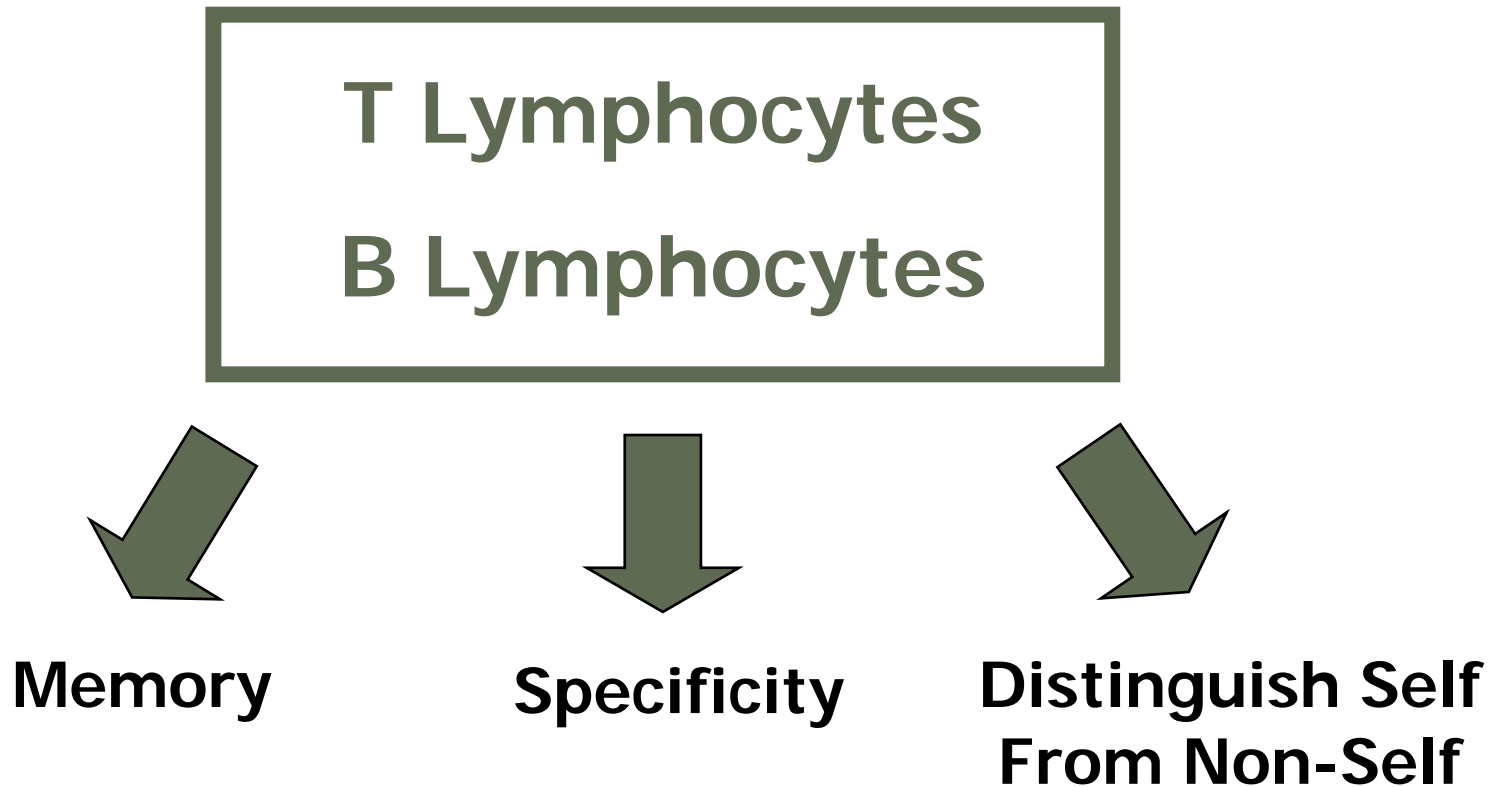 T Lymphocytes
B Lymphocytes
Memory
Specificity
Distinguish Self
From Non-Self